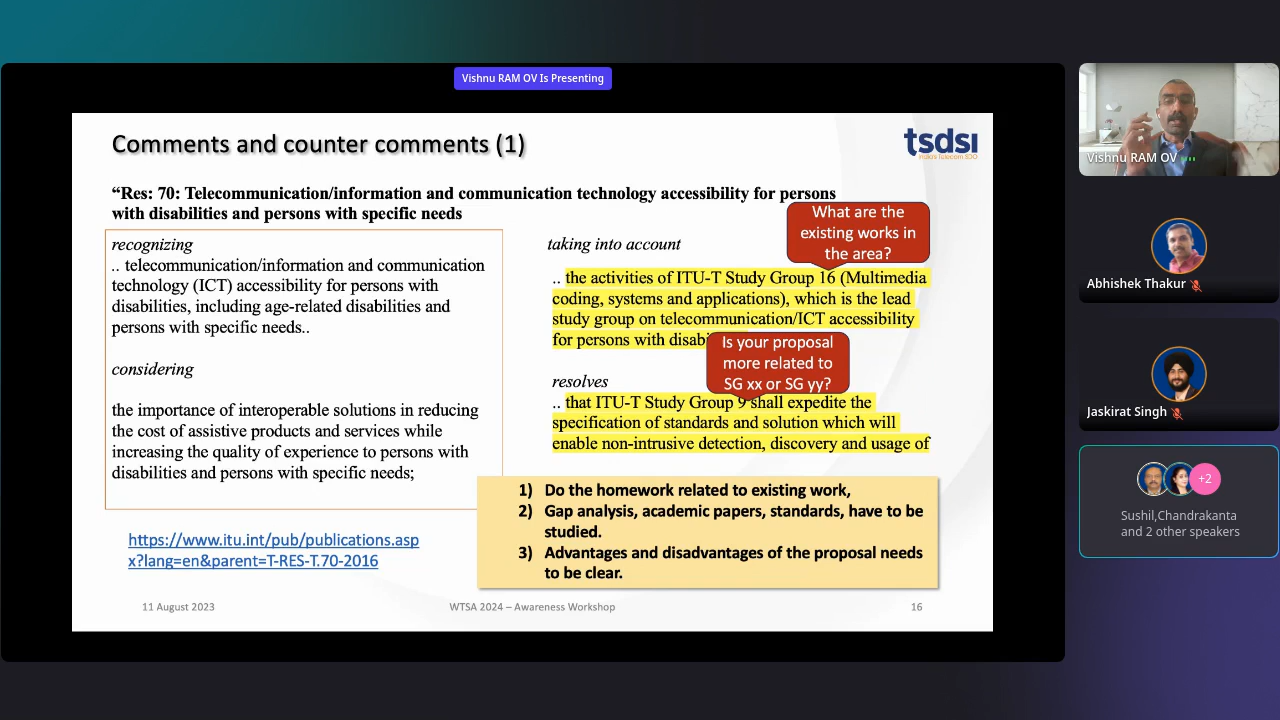 Vishnu RAM OV Is Presenting
Comments and counter comments (1)
tsdsi
India's Telecom SDO
“Res: 70: Telecommunication/information and communication technology accessibility for persons
with disabilities and persons with specific needs
recognizing
.. telecommunication/information and communication
technology (ICT) accessibility for persons with
disabilities, including age-related disabilities and
persons with specific needs..
considering
the importance of interoperable solutions in reducing
the cost of assistive products and services while
increasing the quality of experience to persons with
disabilities and persons with specific needs;
What are the
existing works in
the area?
taking into account
.. the activities of ITU-T Study Group 16 (Multimedia
coding, systems and applications), which is the lead
study group on telecommunication/ICT accessibility
for persons with
Is your proposal
more related to
SG xx or SG yy?
resolves
.. that ITU-T Study Group 9 shall expedite the
specification of standards and solution which will
enable non-intrusive detection, discovery and usage of
1) Do the homework related to existing work,
2) Gap analysis, academic papers, standards, have to be
studied.
3) Advantages and disadvantages of the proposal needs
to be clear.
https://www.itu.int/pub/publications.asp
x?lang=en&parent=T-RES-T.70-2016
11 August 2023
WTSA 2024 – Awareness Workshop
16
Vishnu RAM OV
Abhishek Thakur
Jaskirat Singh
+2
Sushil,Chandrakanta
and 2 other speakers